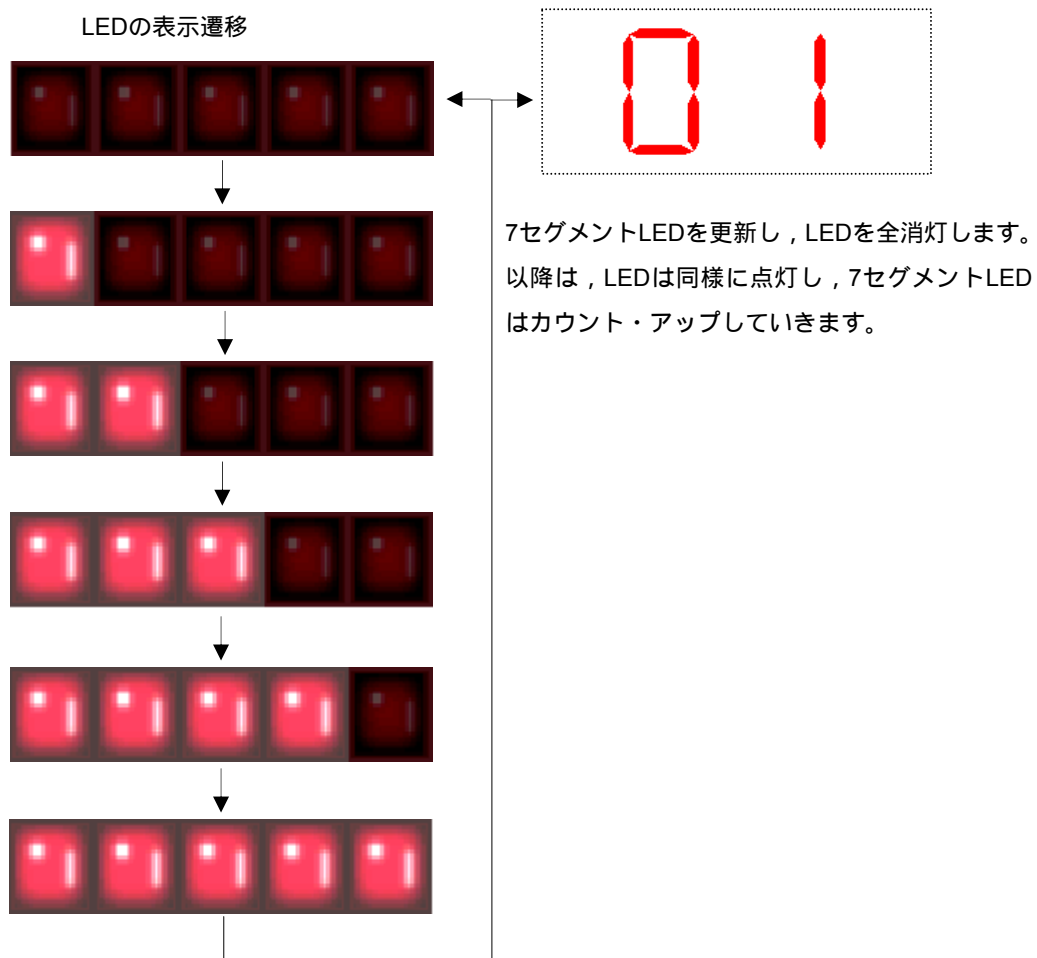 LEDの表示遷移
01
7セグメントLEDを更新し，LEDを全消灯します。
以降は，LEDは同様に点灯し，7セグメントLED
はカウント・アップしていきます。